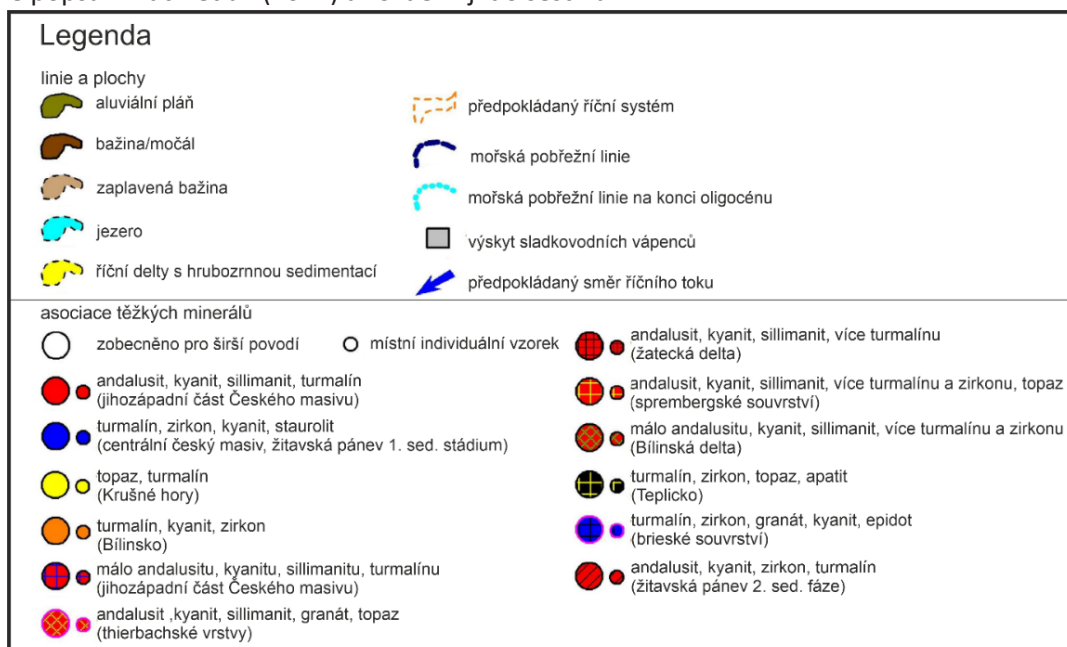 Legenda
linie a plochy
aluviální pláň
bažina/močál
zaplavená bažina
jezero
říční delty s hrubozrnnou sedimentací
předpokládaný říční systém
mořská pobřežní linie
mořská pobřežní linie na konci oligocénu
výskyt sladkovodních vápenců
předpokládaný směr říčního toku
asociace těžkých minerálů
zobecněno pro širší povodí
místní individuální vzorek
andalusit, kyanit, sillimanit, turmalín
(jihozápadní část Českého masivu)
turmalín, zirkon, kyanit, staurolit
(centrální český masiv, žitavská pánev 1. sed. stádium)
topaz, turmalín
(Krušné hory)
turmalín, kyanit, zirkon
(Bílinsko)
málo andalusitu, kyanitu, sillimanitu, turmalínu
(jihozápadní část Českého masivu)
andalusit ,kyanit, sillimanit, granát, topaz
(thierbachské vrstvy)
andalusit, kyanit, sillimanit, více turmalínu
(žatecká delta)
andalusit, kyanit, sillimanit, více turmalínu a zirkonu, topaz
(sprembergské souvrství)
málo andalusitu, kyanit, sillimanit, více turmalínu a zirkonu
(Bílinská delta)
turmalín, zirkon, topaz, apatit
(Teplicko)
turmalín, zirkon, granát, kyanit, epidot
(brieské souvrství)
andalusit, kyanit, zirkon, turmalín
(žitavská pánev 2. sed. fáze)